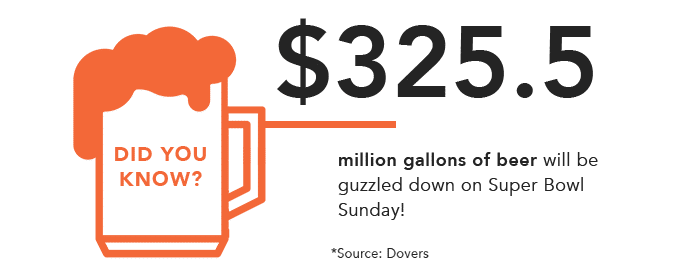 $325.5
DID YOU
KNOW?
million gallons of beer will be
guzzled down on Super Bowl
Sunday!
*Source: Dovers